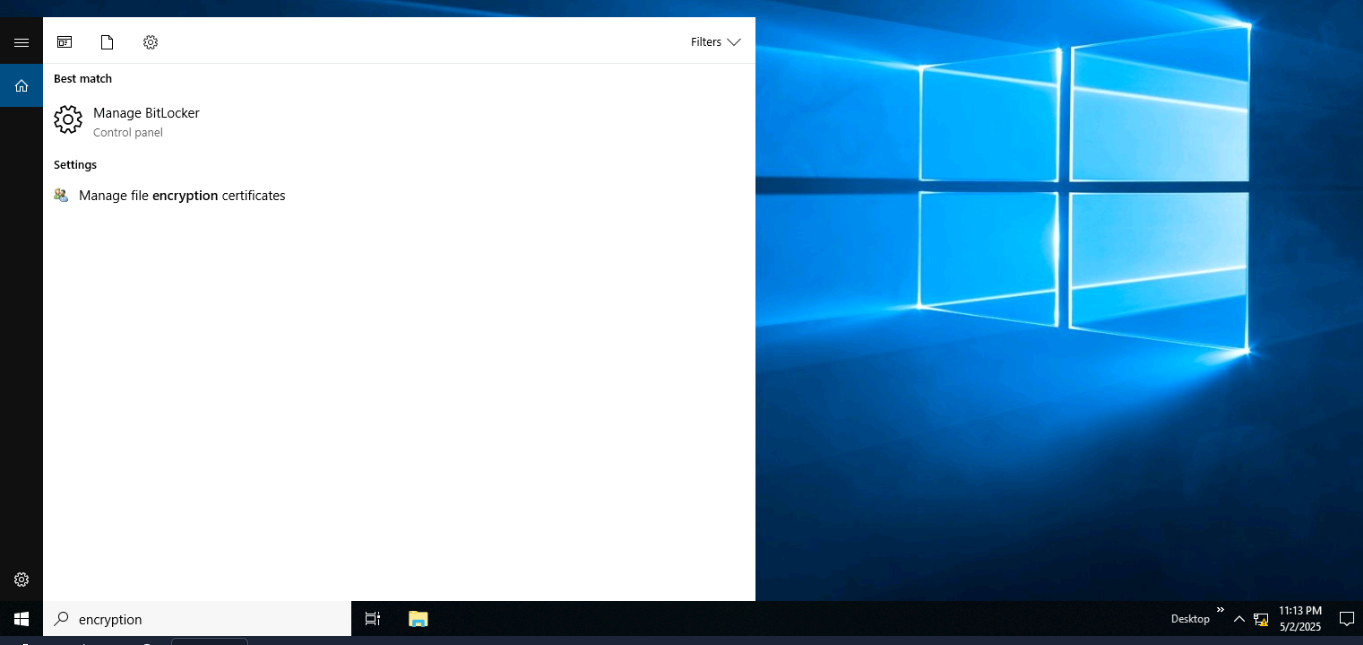 Filters
Best match
Manage BitLocker
Control panel
Settings
Manage file encryption certificates
encryption
Desktop
»
11:13 PM
5/2/2025